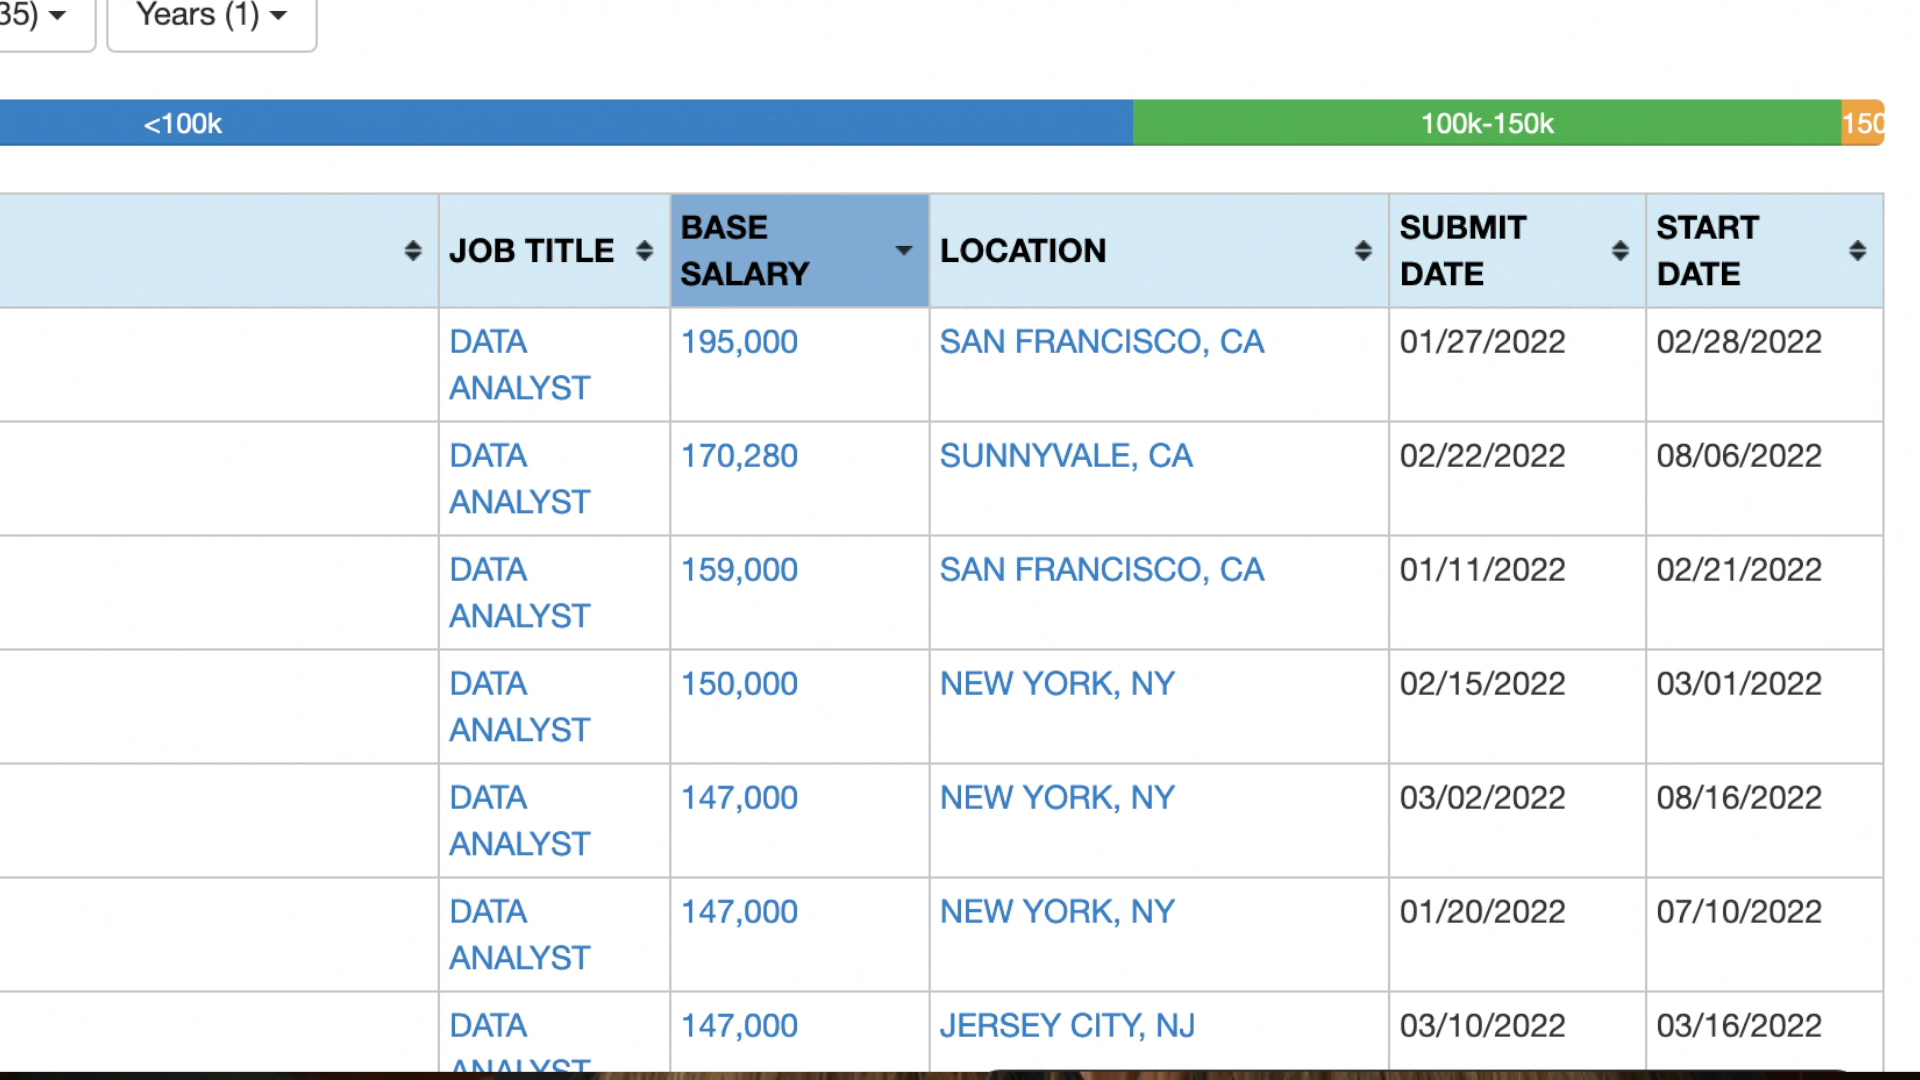 35) Years (1)
<100k 100k-150k 150
JOB TITLE BASE SALARY LOCATION SUBMIT DATE START DATE
DATA ANALYST 195,000 SAN FRANCISCO, CA 01/27/2022 02/28/2022
DATA ANALYST 170,280 SUNNYVALE, CA 02/22/2022 08/06/2022
DATA ANALYST 159,000 SAN FRANCISCO, CA 01/11/2022 02/21/2022
DATA ANALYST 150,000 NEW YORK, NY 02/15/2022 03/01/2022
DATA ANALYST 147,000 NEW YORK, NY 03/02/2022 08/16/2022
DATA ANALYST 147,000 NEW YORK, NY 01/20/2022 07/10/2022
DATA ANALYST 147,000 JERSEY CITY, NJ 03/10/2022 03/16/2022